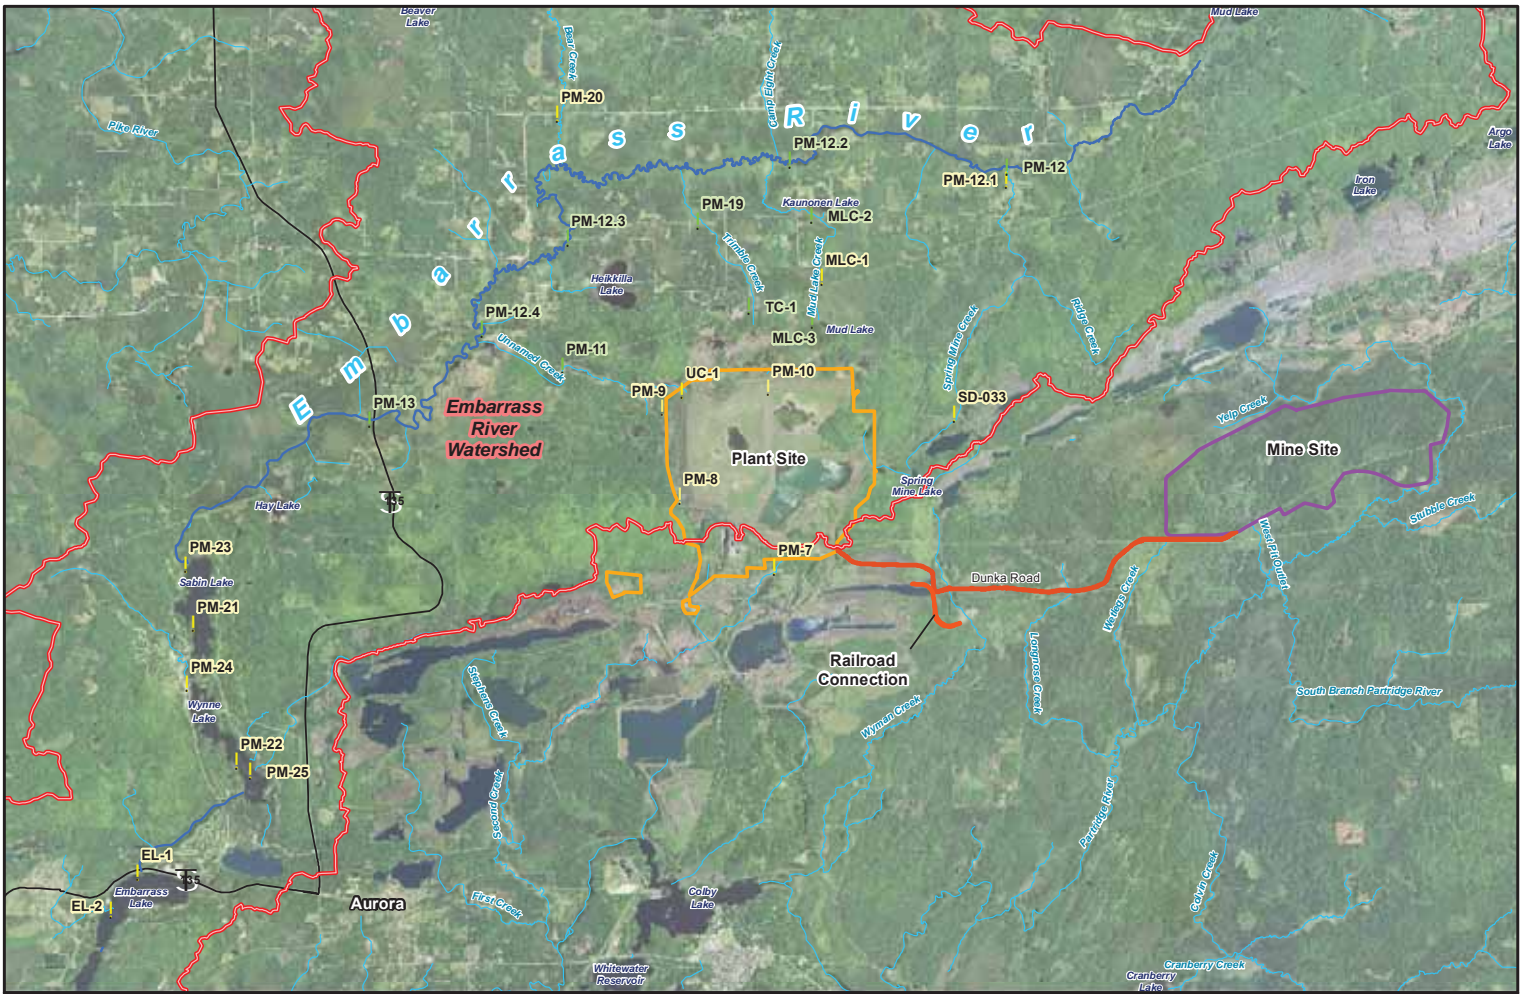 Beaver
Lake
Mud Lake
Bear Creek
Camp Eight Creek
PM-20
Pike River
Embarrass River
PM-12.2
PM-12
PM-12.1
Argo
Lake
Iron
Lake
PM-19
Kaunonen Lake
MLC-2
PM-12.3
Trimble Creek
Mud Lake Creek
MLC-1
Heikkilla
Lake
TC-1
PM-12.4
Mud Lake
MLC-3
Spring Mine Creek
Ridge Creek
Unnamed Creek
PM-11
UC-1
PM-10
PM-9
SD-033
PM-13
Embarrass
River
Watershed
Yelp Creek
Mine Site
Plant Site
PM-8
Spring
Mine Lake
Hay Lake
135
Stubble Creek
West Pit Outlet
PM-23
PM-7
Sabin Lake
Dunka Road
Wetlegs Creek
PM-21
Longnose Creek
Railroad
Connection
PM-24
Stephens Creek
Wynne
Lake
South Branch Partridge River
Wyman Creek
PM-22
PM-25
Second Creek
Partridge River
EL-1
135
Embarrass
Lake
EL-2
Aurora
First Creek
Colby
Lake
Colvin Creek
Whitewater
Reservoir
Cranberry Creek
Cranberry
Lake